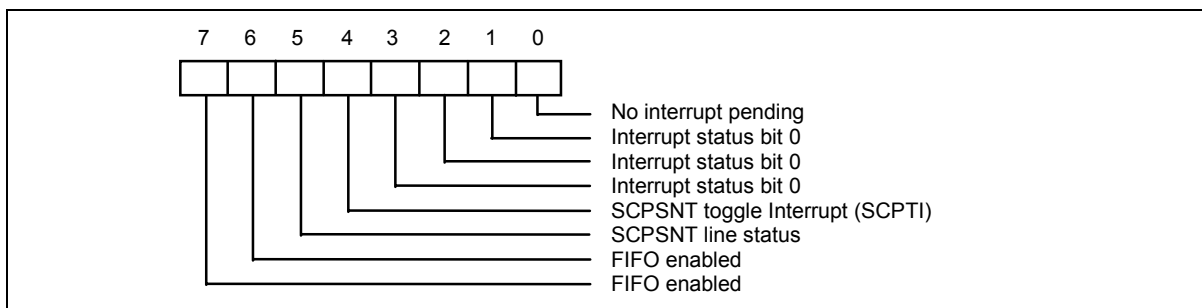 7 6 5 4 3 2 1 0
No interrupt pending
Interrupt status bit 0
Interrupt status bit 0
Interrupt status bit 0
SCPSNT toggle Interrupt (SCPTI)
SCPSNT line status
FIFO enabled
FIFO enabled